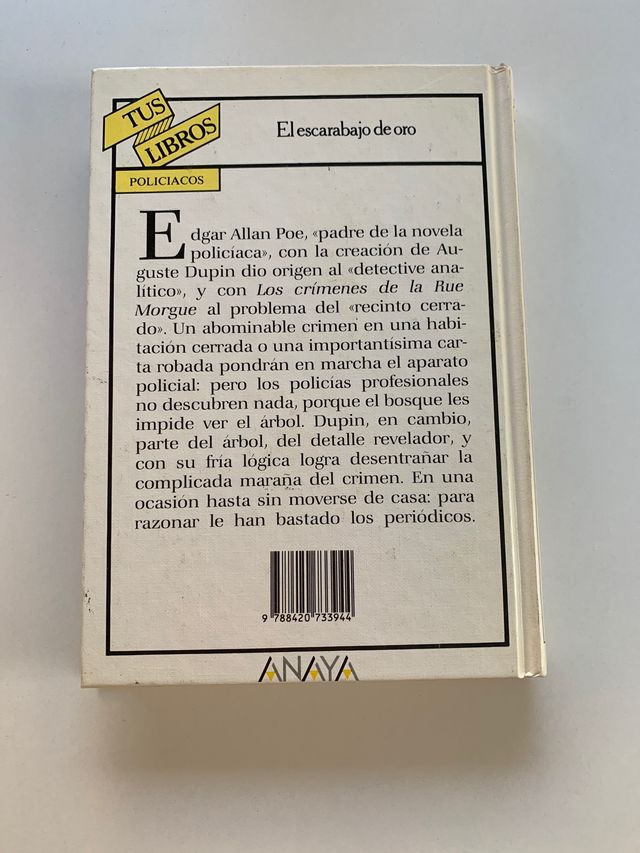 TUS
LIBROS
El escarabajo de oro
POLICIACOS
Edgar Allan Poe, «padre de la novela
policíaca», con la creación de Au-
guste Dupin dio origen al «detective ana-
lítico», y con Los crímenes de la Rue
Morgue al problema del «recinto cerra-
do». Un abominable crimen en una habi-
tación cerrada o una importantísima car-
ta robada pondrán en marcha el aparato
policial: pero los policías profesionales
no descubren nada, porque el bosque les
impide ver el árbol. Dupin, en cambio,
parte del árbol, del detalle revelador, y
con su fría lógica logra desentrañar la
complicada maraña del crimen. En una
ocasión hasta sin moverse de casa: para
razonar le han bastado los periódicos.
9 788420 733944
ANAYA